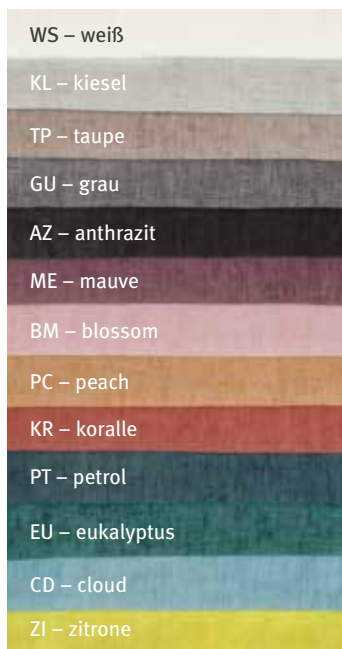 WS – weiß
KL – kiesel
TP – taupe
GU – grau
AZ – anthrazit
ME – mauve
BM – blossom
PC – peach
KR – koralle
PT – petrol
EU – eukalyptus
CD – cloud
ZI – zitrone